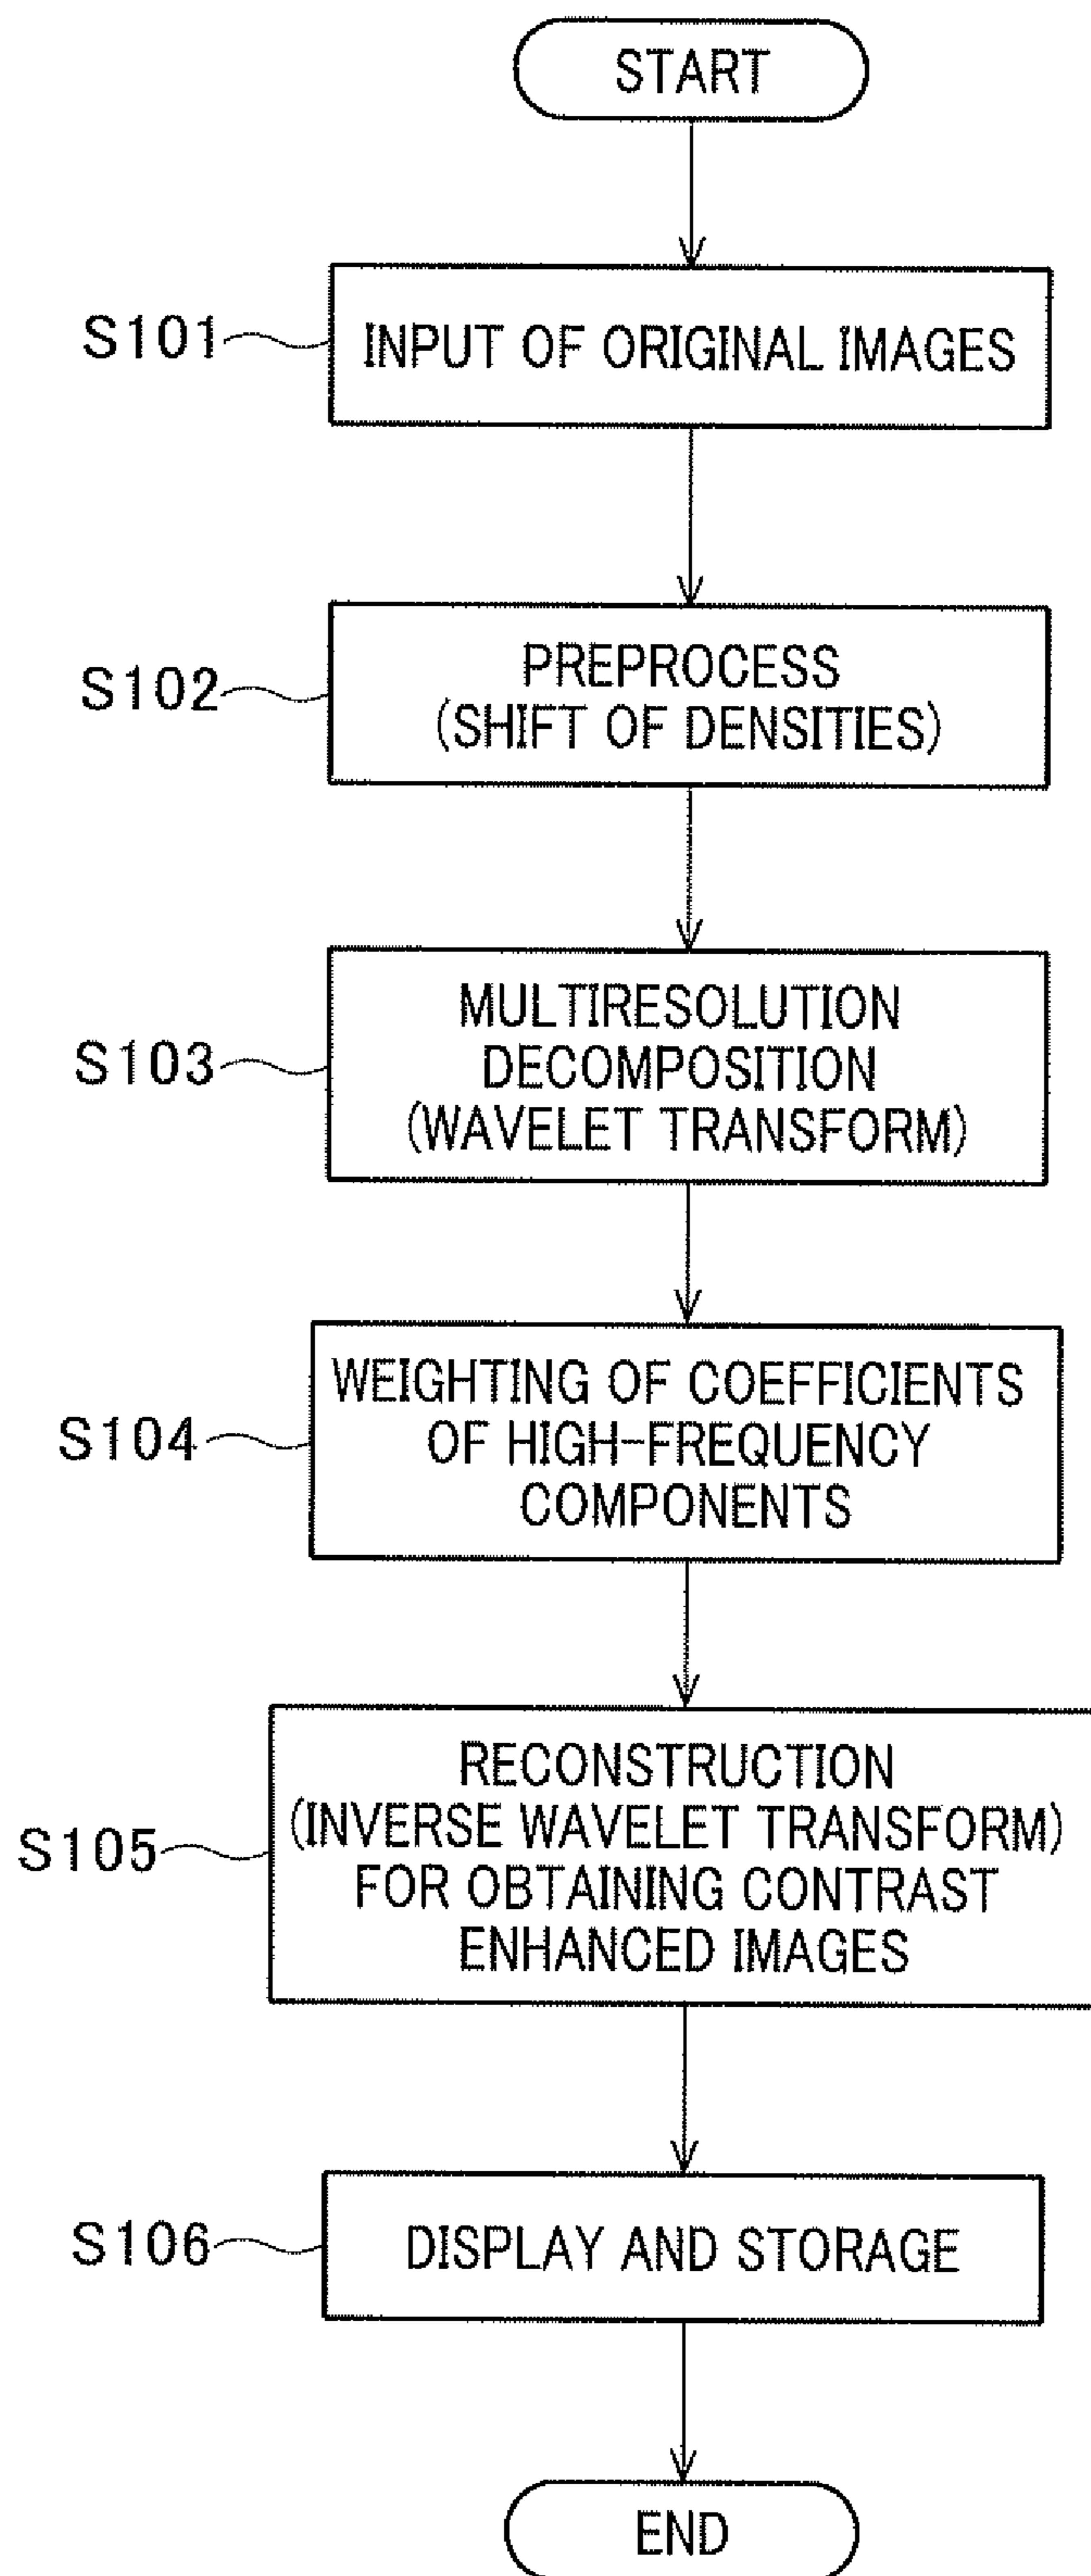 START
S101
INPUT OF ORIGINAL IMAGES
S102
PREPROCESS
(SHIFT OF DENSITIES)
S103
MULTIRESOLUTION
DECOMPOSITION
(WAVELET TRANSFORM)
S104
WEIGHTING OF COEFFICIENTS
OF HIGH-FREQUENCY
COMPONENTS
S105
RECONSTRUCTION
(INVERSE WAVELET TRANSFORM)
FOR OBTAINING CONTRAST
ENHANCED IMAGES
S106
DISPLAY AND STORAGE
END